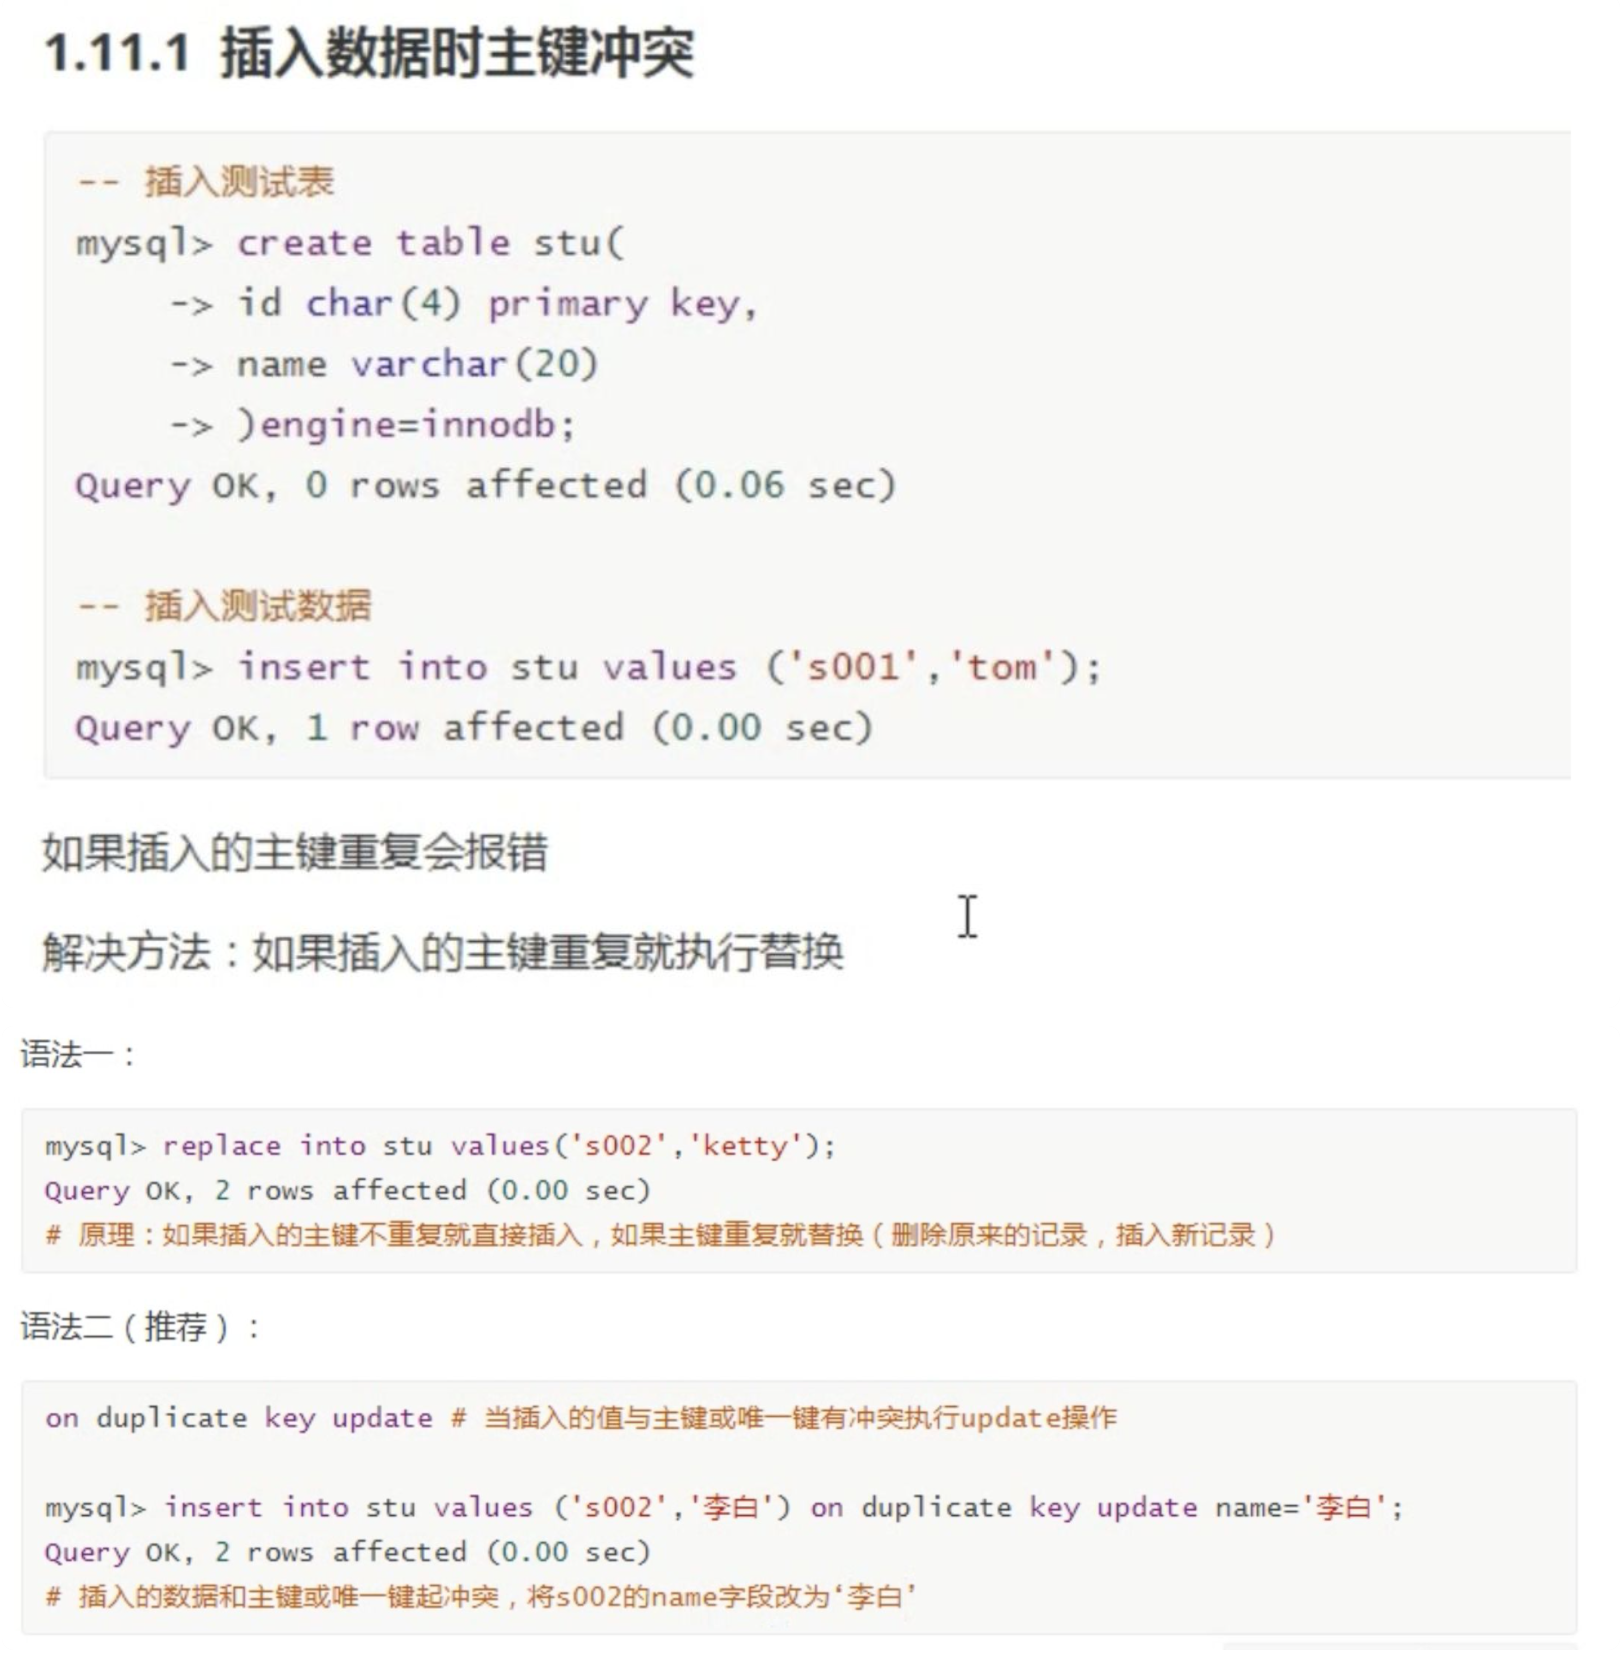 1.11.1 插入数据时主键冲突
-- 插入测试表
mysql> create table stu(
    -> id char(4) primary key,
    -> name varchar(20)
    -> )engine=innodb;
Query OK, 0 rows affected (0.06 sec)
-- 插入测试数据
mysql> insert into stu values ('s001','tom');
Query OK, 1 row affected (0.00 sec)
如果插入的主键重复会报错
解决方法：如果插入的主键重复就执行替换
语法一：
mysql> replace into stu values('s002','ketty');
Query OK, 2 rows affected (0.00 sec)
# 原理：如果插入的主键不重复就直接插入，如果主键重复就替换（删除原来的记录，插入新记录）
语法二（推荐）：
on duplicate key update # 当插入的值与主键或唯一键有冲突执行update操作
mysql> insert into stu values ('s002','李白') on duplicate key update name='李白';
Query OK, 2 rows affected (0.00 sec)
# 插入的数据和主键或唯一键起冲突，将s002的name字段改为‘李白’